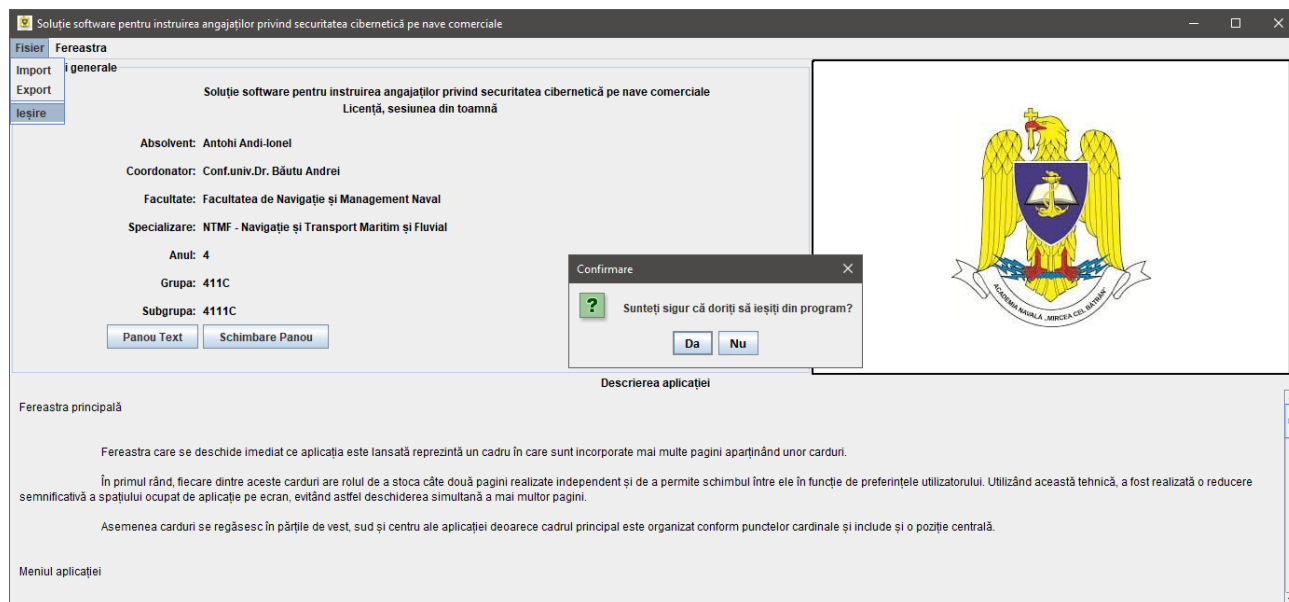 Soluție software pentru instruirea angajaților privind securitatea cibernetică pe nave comerciale
Fisier Fereastra
Import
Export
Ieșire
i generale
Soluție software pentru instruirea angajaților privind securitatea cibernetică pe nave comerciale
Licență, sesiunea din toamnă
Absolvent: Antohi Andi-Ionel
Coordonator: Conf.univ.Dr. Băutu Andrei
Facultate: Facultatea de Navigație și Management Naval
Specializare: NTMF - Navigație și Transport Maritim și Fluvial
Anul: 4
Grupa: 411C
Subgrupa: 4111C
Panou Text Schimbare Panou
ACADEMIA NAVALĂ „MIRCEA CEL BĂTRÂN"
Confirmare
Sunteți sigur că doriți să ieșiți din program?
Da Nu
Descrierea aplicației
Fereastra principală
Fereastra care se deschide imediat ce aplicația este lansată reprezintă un cadru în care sunt incorporate mai multe pagini aparținând unor carduri.
În primul rând, fiecare dintre aceste carduri are rolul de a stoca câte două pagini realizate independent și de a permite schimbul între ele în funcție de preferințele utilizatorului. Utilizând această tehnică, a fost realizată o reducere
semnificativă a spațiului ocupat de aplicație pe ecran, evitând astfel deschiderea simultană a mai multor pagini.
Asemenea carduri se regăsesc în părțile de vest, sud și centru ale aplicației deoarece cadrul principal este organizat conform punctelor cardinale și include și o poziție centrală.
Meniul aplicației